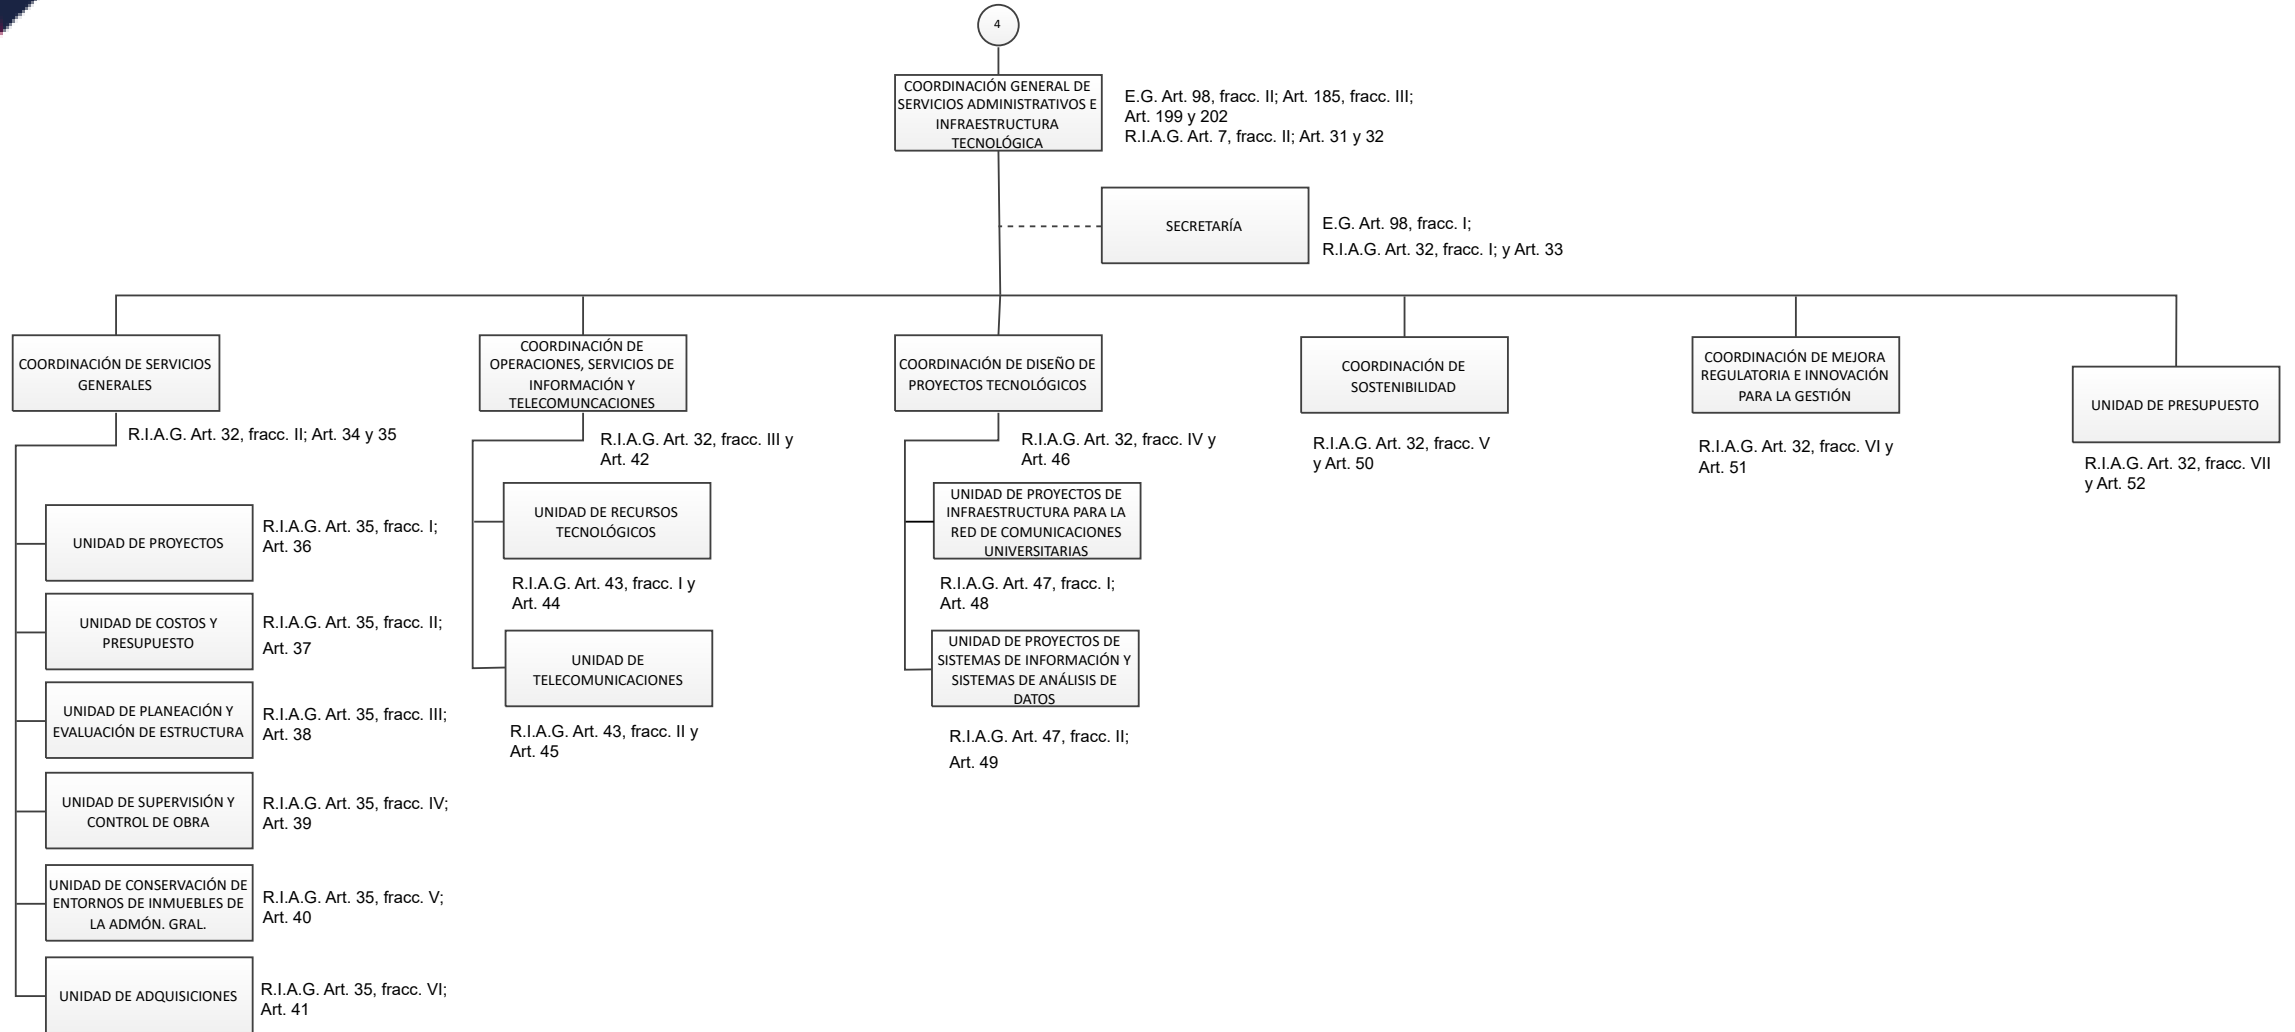 4
COORDINACIÓN GENERAL DE
SERVICIOS ADMINISTRATIVOS E
INFRAESTRUCTURA
TECNOLÓGICA
E.G. Art. 98, fracc. II; Art. 185, fracc. III;
Art. 199 y 202
R.I.A.G. Art. 7, fracc. II; Art. 31 y 32
SECRETARÍA
E.G. Art. 98, fracc. I;
R.I.A.G. Art. 32, fracc. I; y Art. 33
COORDINACIÓN DE SERVICIOS
GENERALES
R.I.A.G. Art. 32, fracc. II; Art. 34 y 35
UNIDAD DE PROYECTOS
R.I.A.G. Art. 35, fracc. I;
Art. 36
UNIDAD DE COSTOS Y
PRESUPUESTO
R.I.A.G. Art. 35, fracc. II;
Art. 37
UNIDAD DE PLANEACIÓN Y
EVALUACIÓN DE ESTRUCTURA
R.I.A.G. Art. 35, fracc. III;
Art. 38
UNIDAD DE SUPERVISIÓN Y
CONTROL DE OBRA
R.I.A.G. Art. 35, fracc. IV;
Art. 39
UNIDAD DE CONSERVACIÓN DE
ENTORNOS DE INMUEBLES DE
LA ADMÓN. GRAL.
R.I.A.G. Art. 35, fracc. V;
Art. 40
UNIDAD DE ADQUISICIONES
R.I.A.G. Art. 35, fracc. VI;
Art. 41
COORDINACIÓN DE
OPERACIONES, SERVICIOS DE
INFORMACIÓN Y
TELECOMUNCACIONES
R.I.A.G. Art. 32, fracc. III y
Art. 42
UNIDAD DE RECURSOS
TECNOLÓGICOS
R.I.A.G. Art. 43, fracc. I y
Art. 44
UNIDAD DE
TELECOMUNICACIONES
R.I.A.G. Art. 43, fracc. II y
Art. 45
COORDINACIÓN DE DISEÑO DE
PROYECTOS TECNOLÓGICOS
R.I.A.G. Art. 32, fracc. IV y
Art. 46
UNIDAD DE PROYECTOS DE
INFRAESTRUCTURA PARA LA
RED DE COMUNICACIONES
UNIVERSITARIAS
R.I.A.G. Art. 47, fracc. I;
Art. 48
UNIDAD DE PROYECTOS DE
SISTEMAS DE INFORMACIÓN Y
SISTEMAS DE ANÁLISIS DE
DATOS
R.I.A.G. Art. 47, fracc. II;
Art. 49
COORDINACIÓN DE
SOSTENIBILIDAD
R.I.A.G. Art. 32, fracc. V
y Art. 50
COORDINACIÓN DE MEJORA
REGULATORIA E INNOVACIÓN
PARA LA GESTIÓN
R.I.A.G. Art. 32, fracc. VI y
Art. 51
UNIDAD DE PRESUPUESTO
R.I.A.G. Art. 32, fracc. VII
y Art. 52